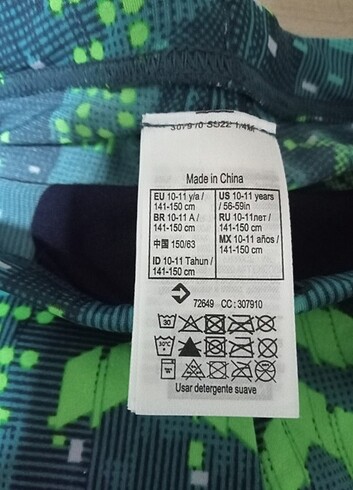 Made in China
EU 10-11 y/a /
141-150 cm
BR 10-11 A /
141-150 cm
中国 150/63
ID 10-11 Tahun /
141-150 cm
US 10-11 years
/ 56-59in
RU 10-11лет /
141-150 cm
MX 10-11 años /
141-150 cm
72649 CC : 307910
30
30°C
Usar detergente suave